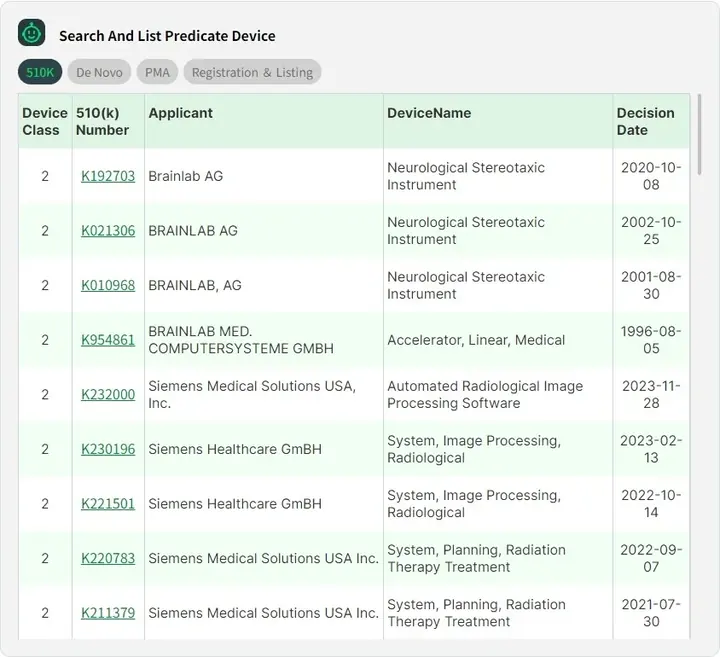 Search And List Predicate Device
510K De Novo PMA Registration & Listing
Device Class 510(k) Number Applicant DeviceName Decision Date
2 K192703 Brainlab AG Neurological Stereotaxic Instrument 2020-10-08
2 K021306 BRAINLAB AG Neurological Stereotaxic Instrument 2002-10-25
2 K010968 BRAINLAB, AG Neurological Stereotaxic Instrument 2001-08-30
2 K954861 BRAINLAB MED. COMPUTERSYSTEME GMBH Accelerator, Linear, Medical 1996-08-05
2 K232000 Siemens Medical Solutions USA, Inc. Automated Radiological Image Processing Software 2023-11-28
2 K230196 Siemens Healthcare GmBH System, Image Processing, Radiological 2023-02-13
2 K221501 Siemens Healthcare GmBH System, Image Processing, Radiological 2022-10-14
2 K220783 Siemens Medical Solutions USA Inc. System, Planning, Radiation Therapy Treatment 2022-09-07
2 K211379 Siemens Medical Solutions USA Inc. System, Planning, Radiation Therapy Treatment 2021-07-30